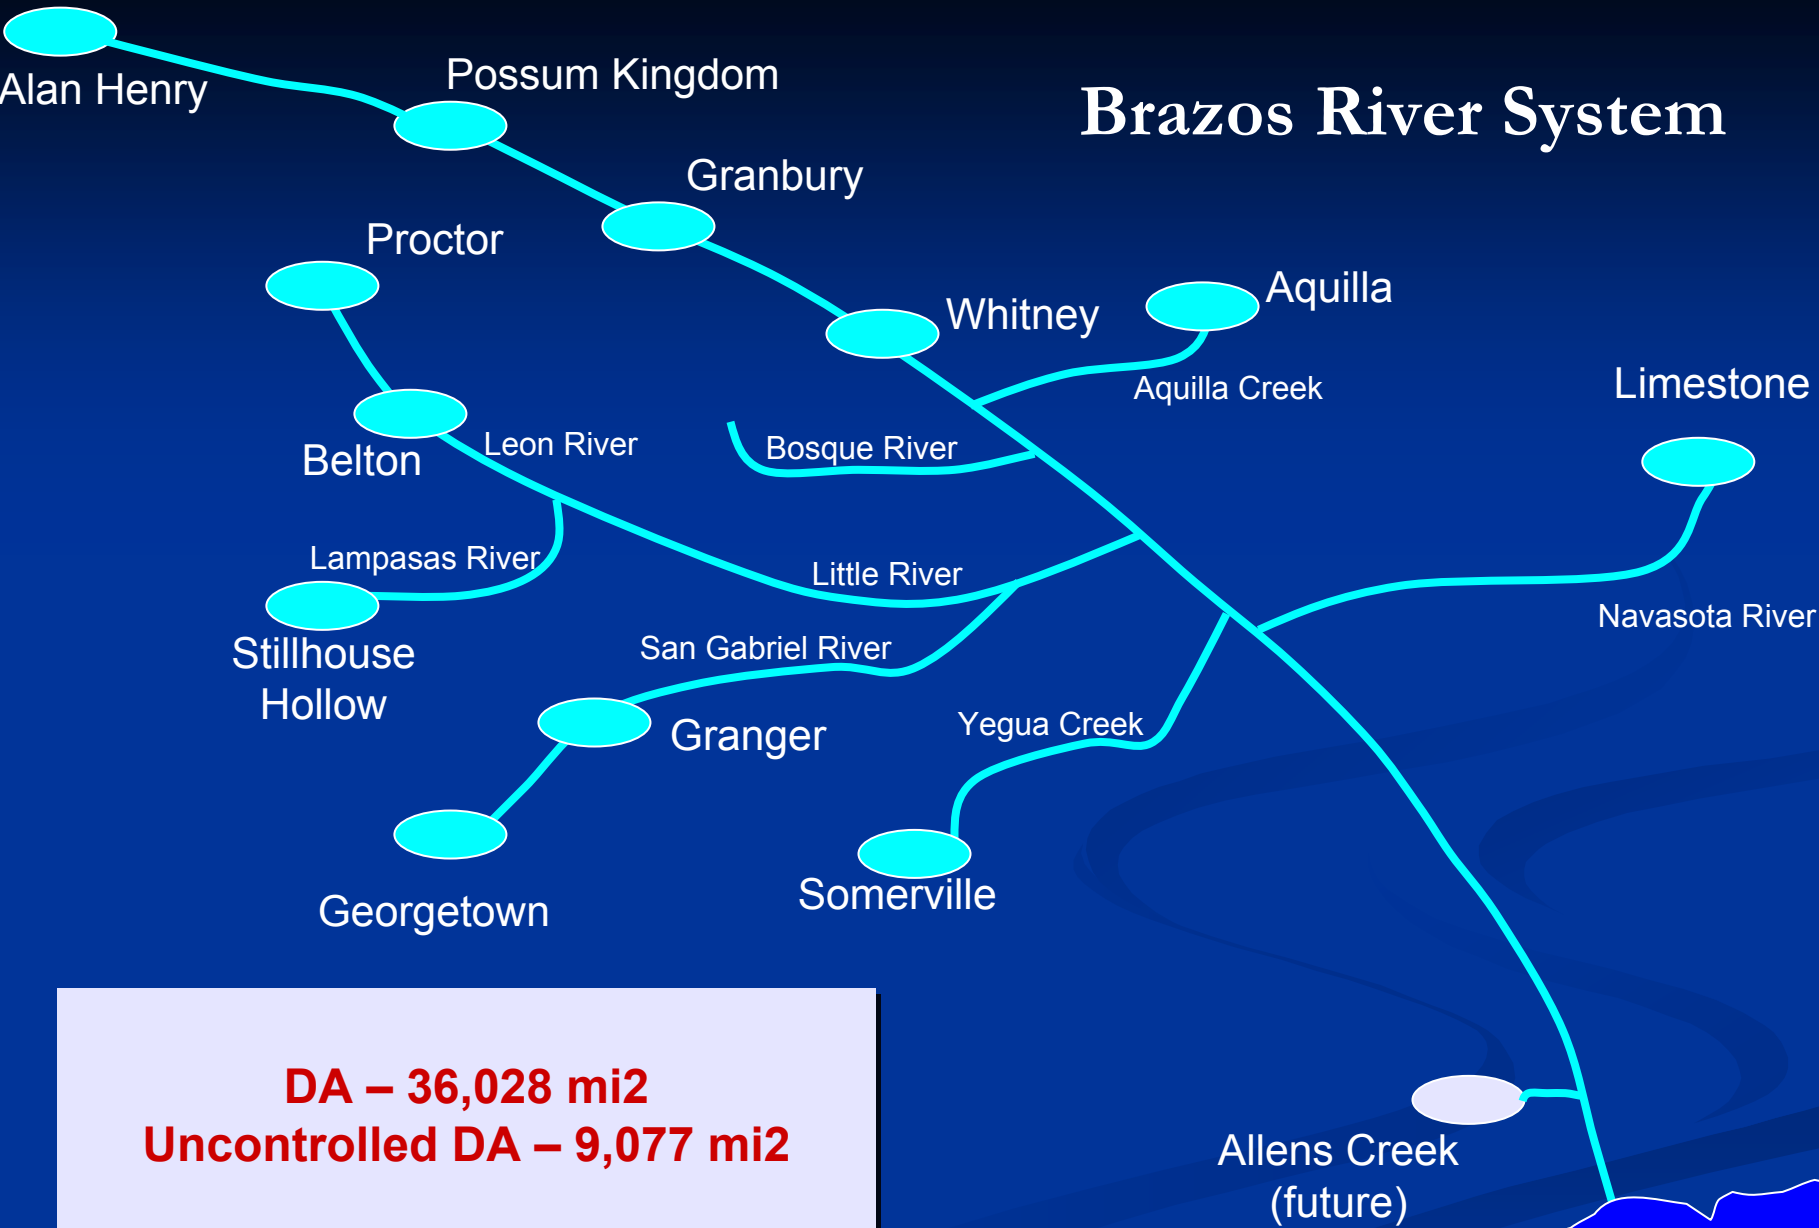 Alan Henry
Possum Kingdom
Brazos River System
Granbury
Proctor
Aquilla
Whitney
Aquilla Creek
Limestone
Belton
Leon River
Bosque River
Lampasas River
Little River
Navasota River
Stillhouse
Hollow
San Gabriel River
Granger
Yegua Creek
Georgetown
Somerville
DA – 36,028 mi2
Uncontrolled DA – 9,077 mi2
Allens Creek
(future)